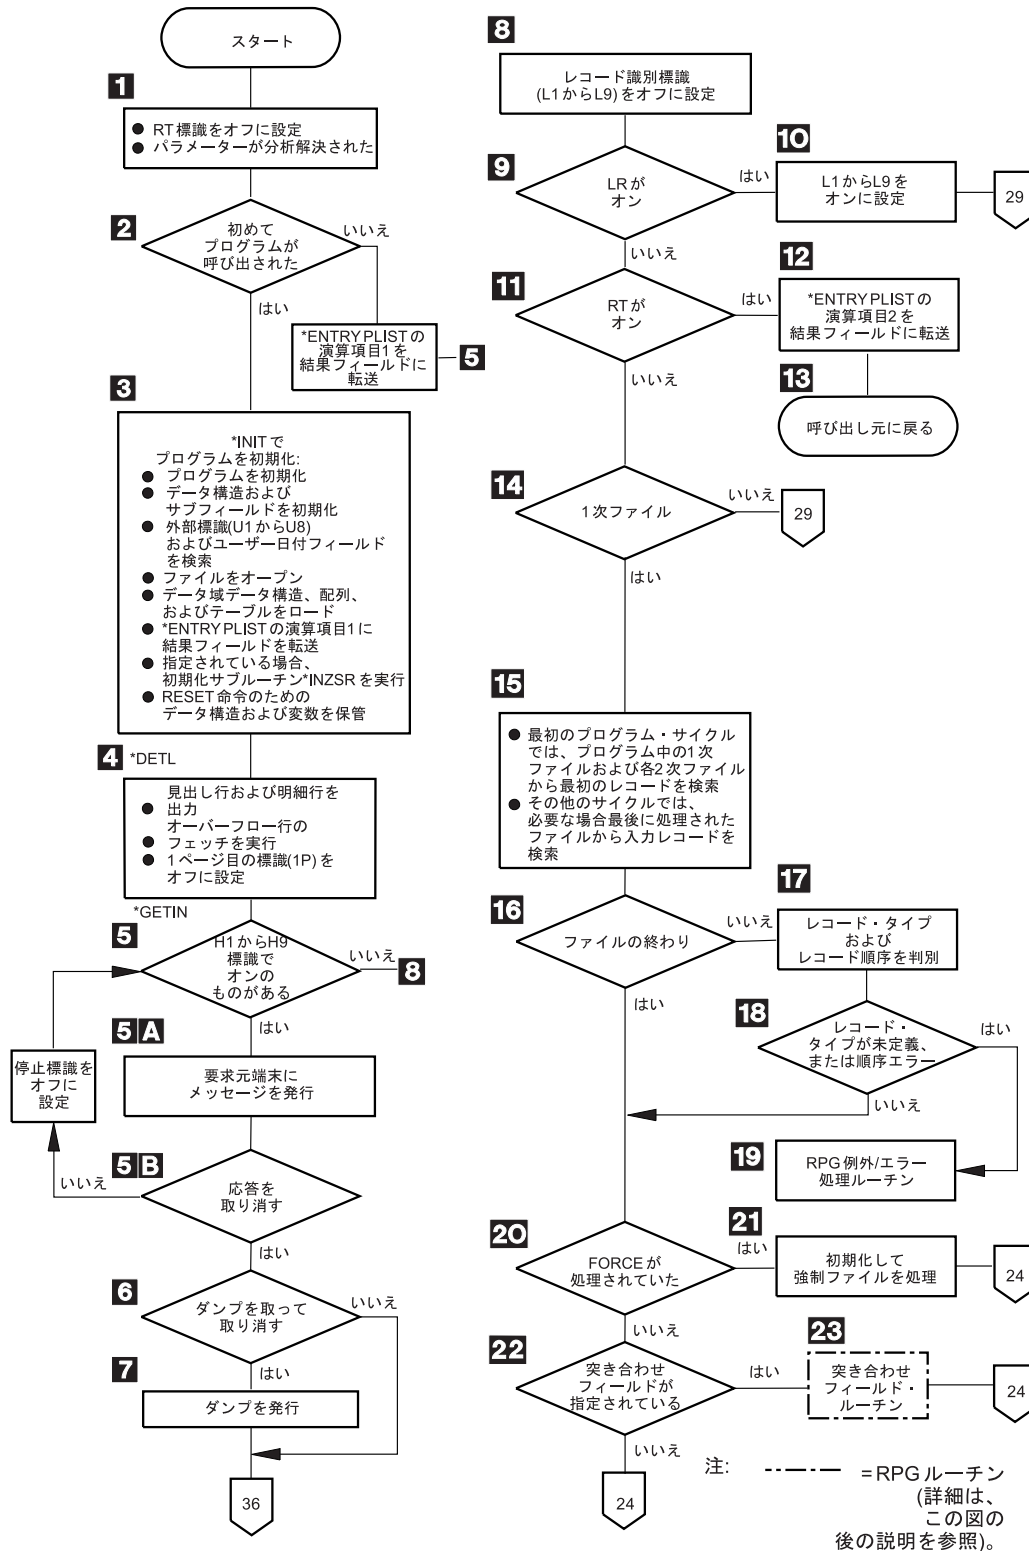 スタート
1
● RT標識をオフに設定
● パラメーターが分析解決された
2
初めて
プログラムが
呼び出された
いいえ
はい
*ENTRY PLISTの
演算項目1を
結果フィールドに
転送
5
3
*INITで
プログラムを初期化:
● プログラムを初期化
● データ構造および
サブフィールドを初期化
● 外部標識(U1からU8)
およびユーザー日付フィールド
を検索
● ファイルをオープン
● データ域データ構造、配列、
およびテーブルをロード
● *ENTRY PLISTの演算項目1に
結果フィールドを転送
● 指定されている場合、
初期化サブルーチン*INZSRを実行
● RESET命令のための
データ構造および変数を保管
4 *DETL
見出し行および明細行を
● 出力
オーバーフロー行の
● フェッチを実行
● 1ページ目の標識(1P)を
オフに設定
*GETIN
5
H1からH9
標識で
オンの
ものがある
いいえ
8
はい
5 A
要求元端末に
メッセージを発行
停止標識を
オフに
設定
5 B
いいえ
応答を
取り消す
はい
6
ダンプを取って
取り消す
いいえ
はい
7
ダンプを発行
36
8
レコード識別標識
(L1からL9)をオフに設定
9
LRが
オン
はい
10
L1からL9を
オンに設定
29
いいえ
11
RTが
オン
はい
12
*ENTRY PLISTの
演算項目2を
結果フィールドに転送
13
呼び出し元に戻る
いいえ
14
1次ファイル
いいえ
29
はい
15
● 最初のプログラム・サイクル
では、プログラム中の1次
ファイルおよび各2次ファイル
から最初のレコードを検索
● その他のサイクルでは、
必要な場合最後に処理された
ファイルから入力レコードを
検索
16
ファイルの終わり
いいえ
17
レコード・タイプ
および
レコード順序を判別
はい
18
レコード・
タイプが未定義、
または順序エラー
はい
いいえ
19
RPG例外/エラー
処理ルーチン
20
FORCEが
処理されていた
はい
21
初期化して
強制ファイルを処理
24
いいえ
22
突き合わせ
フィールドが
指定されている
はい
23
突き合わせ
フィールド・
ルーチン
24
いいえ
24
注: =RPGルーチン
(詳細は、
この図の
後の説明を参照)。